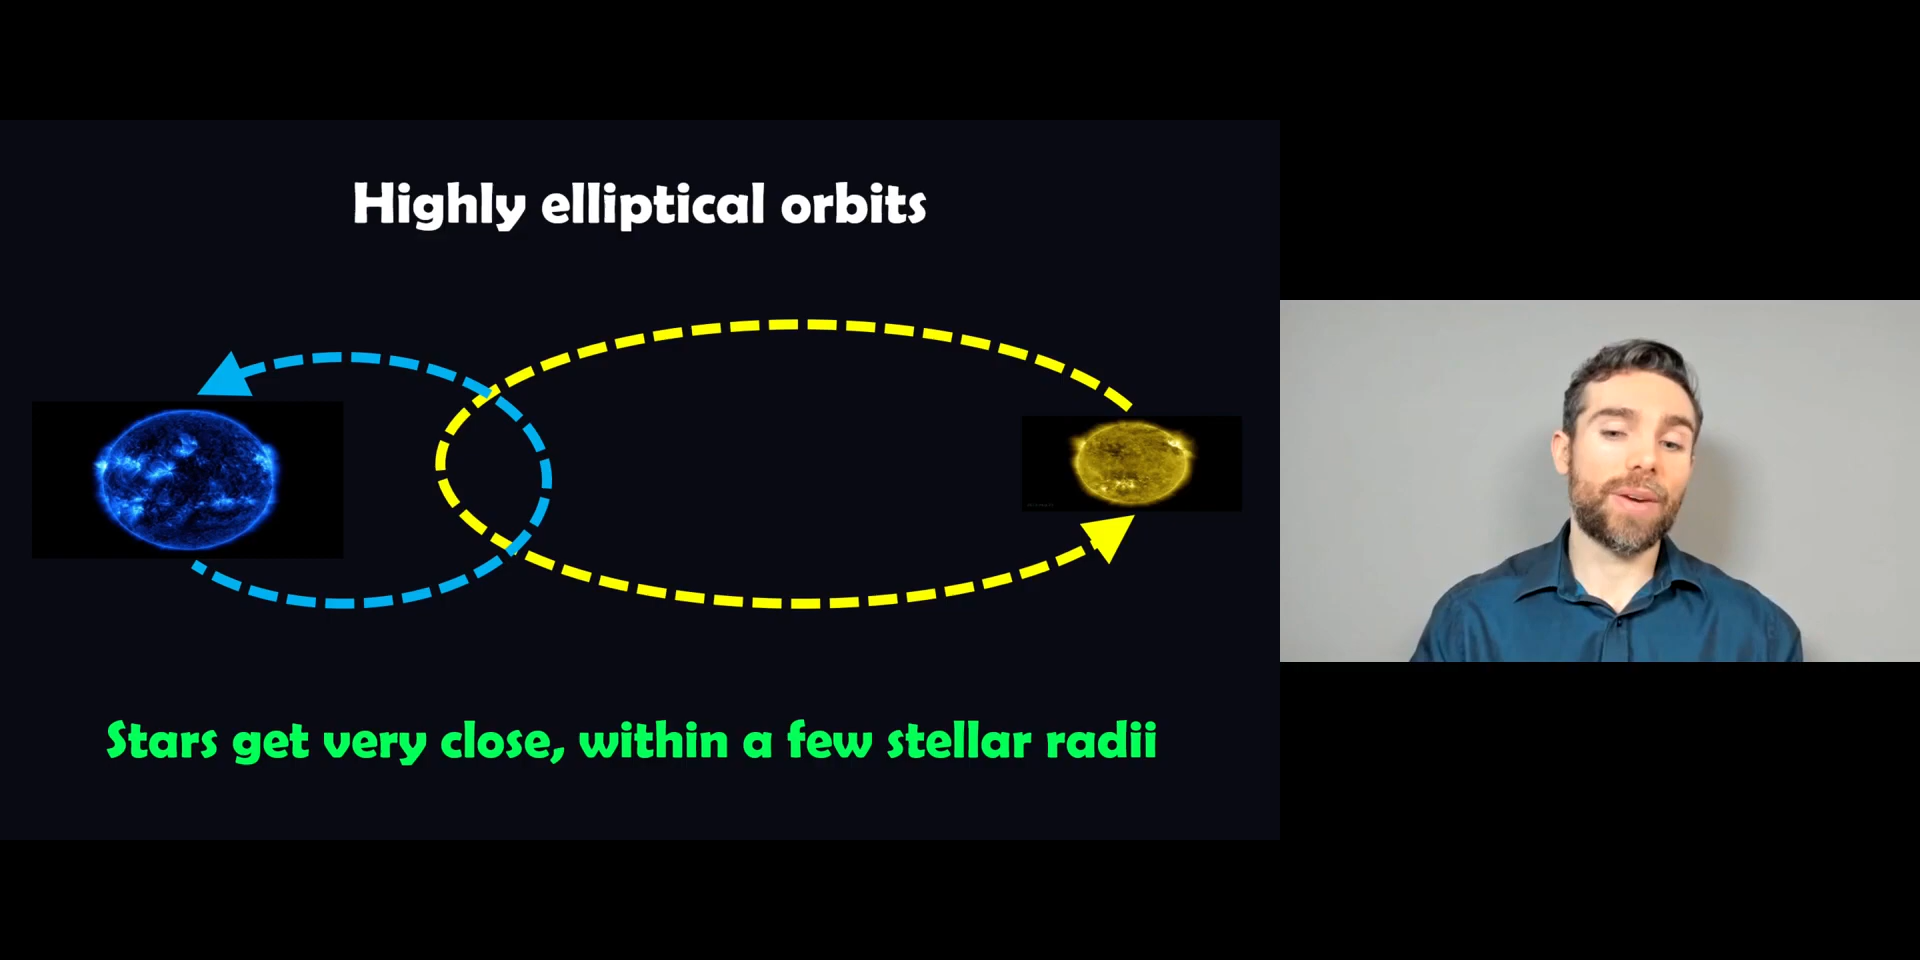 Highly elliptical orbits
Stars get very close, within a few stellar radii